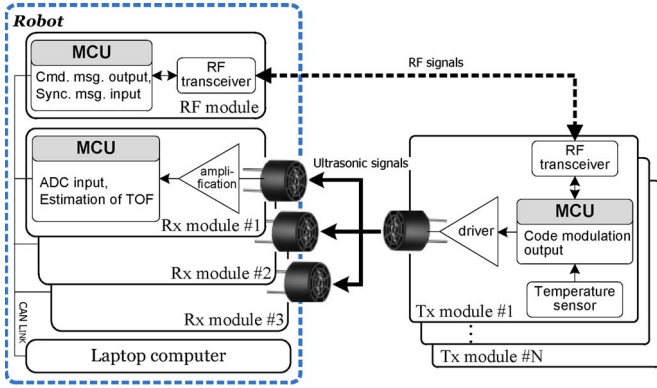 Robot
MCU
Cmd. msg. output,
Sync. msg. input
RF
transceiver
RF module
RF signals
MCU
ADC input,
Estimation of TOF
ampli-
fication
Rx module #1
Ultrasonic signals
Rx module #2
Rx module #3
CAN LINK
Laptop computer
RF
transceiver
MCU
Code modulation
output
driver
Temperature
sensor
Tx module #1
Tx module #N